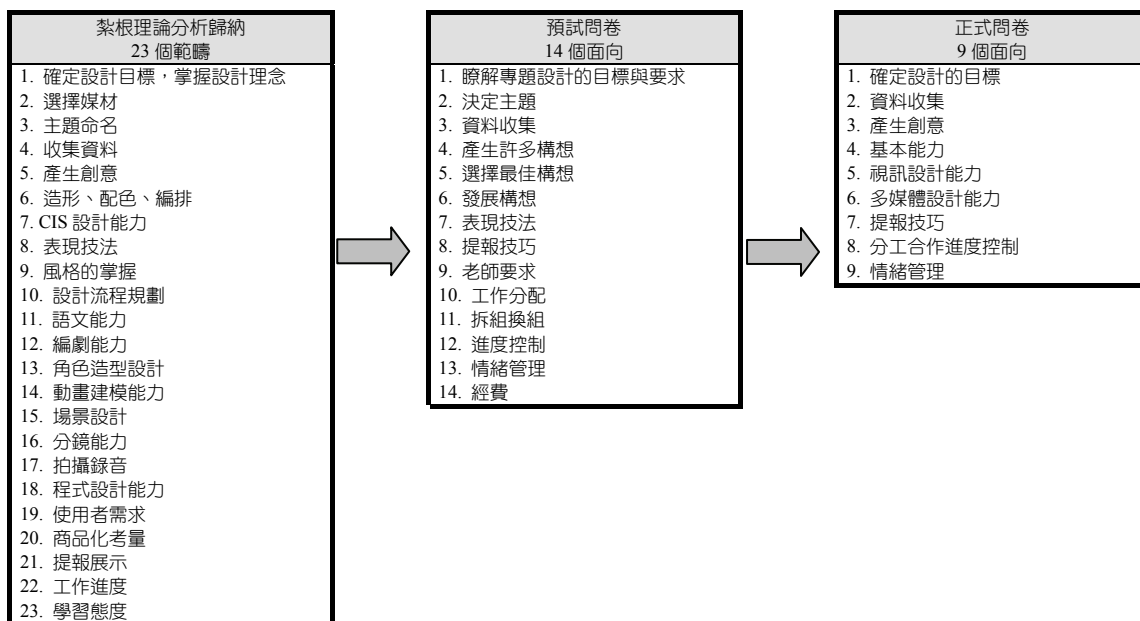 紮根理論分析歸納
23 個範疇
1. 確定設計目標，掌握設計理念
2. 選擇媒材
3. 主題命名
4. 收集資料
5. 產生創意
6. 造形、配色、編排
7. CIS 設計能力
8. 表現技法
9. 風格的掌握
10. 設計流程規劃
11. 語文能力
12. 編劇能力
13. 角色造型設計
14. 動畫建模能力
15. 場景設計
16. 分鏡能力
17. 拍攝錄音
18. 程式設計能力
19. 使用者需求
20. 商品化考量
21. 提報展示
22. 工作進度
23. 學習態度
預試問卷
14 個面向
1. 瞭解專題設計的目標與要求
2. 決定主題
3. 資料收集
4. 產生許多構想
5. 選擇最佳構想
6. 發展構想
7. 表現技法
8. 提報技巧
9. 老師要求
10. 工作分配
11. 拆組換組
12. 進度控制
13. 情緒管理
14. 經費
正式問卷
9 個面向
1. 確定設計的目標
2. 資料收集
3. 產生創意
4. 基本能力
5. 視訊設計能力
6. 多媒體設計能力
7. 提報技巧
8. 分工合作進度控制
9. 情緒管理